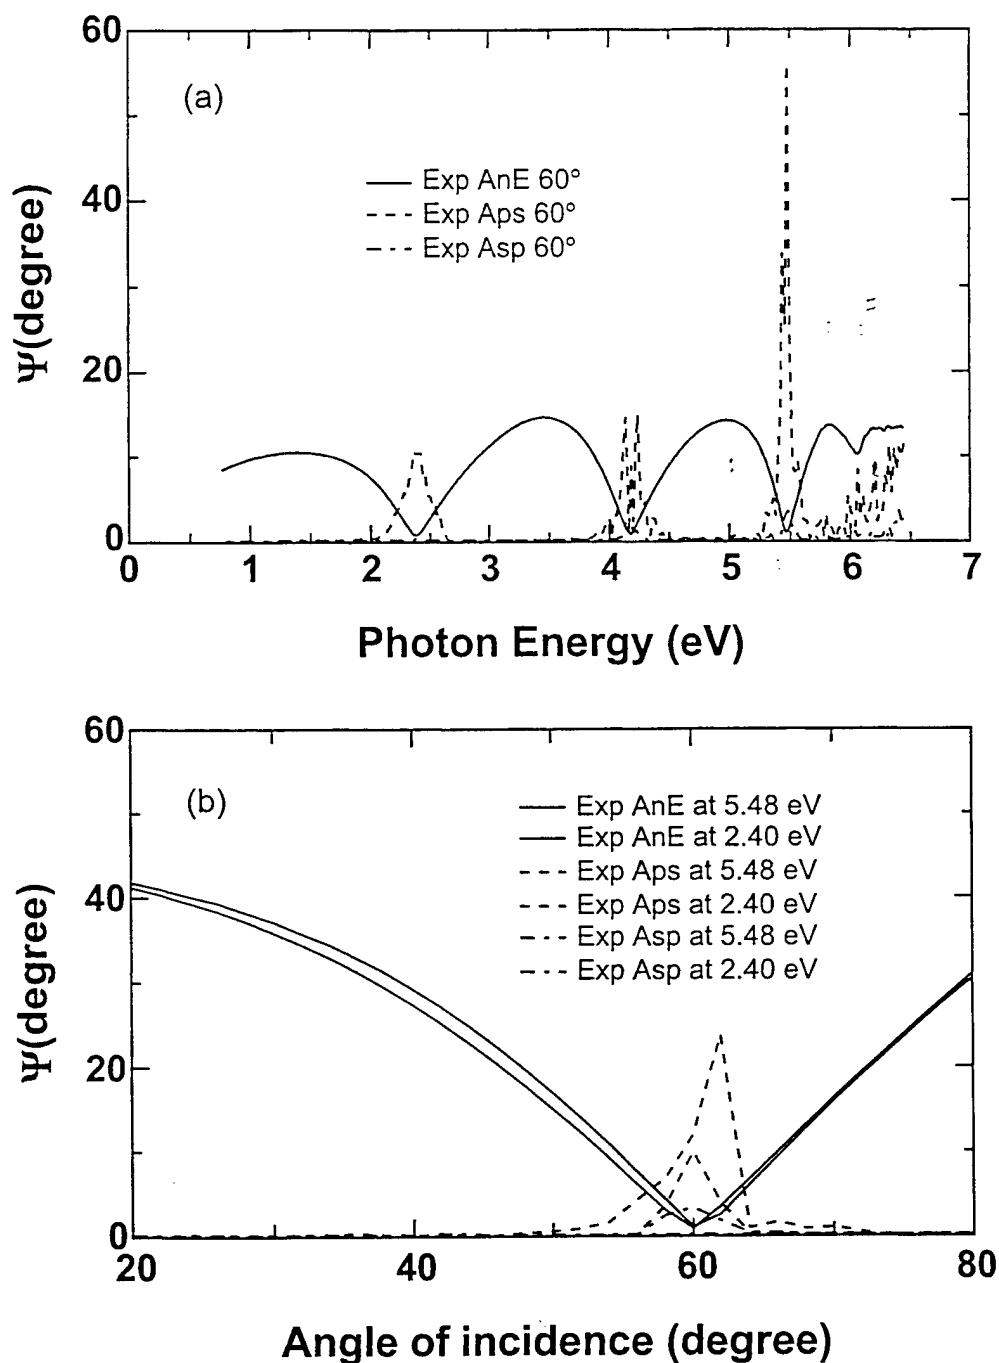 60
(a)
Exp AnE 60°
Exp Aps 60°
Exp Asp 60°
40
20
0
Ψ(degree)
0 1 2 3 4 5 6 7
Photon Energy (eV)
60
(b)
Exp AnE at 5.48 eV
Exp AnE at 2.40 eV
Exp Aps at 5.48 eV
Exp Aps at 2.40 eV
Exp Asp at 5.48 eV
Exp Asp at 2.40 eV
40
20
0
Ψ(degree)
20 40 60 80
Angle of incidence (degree)